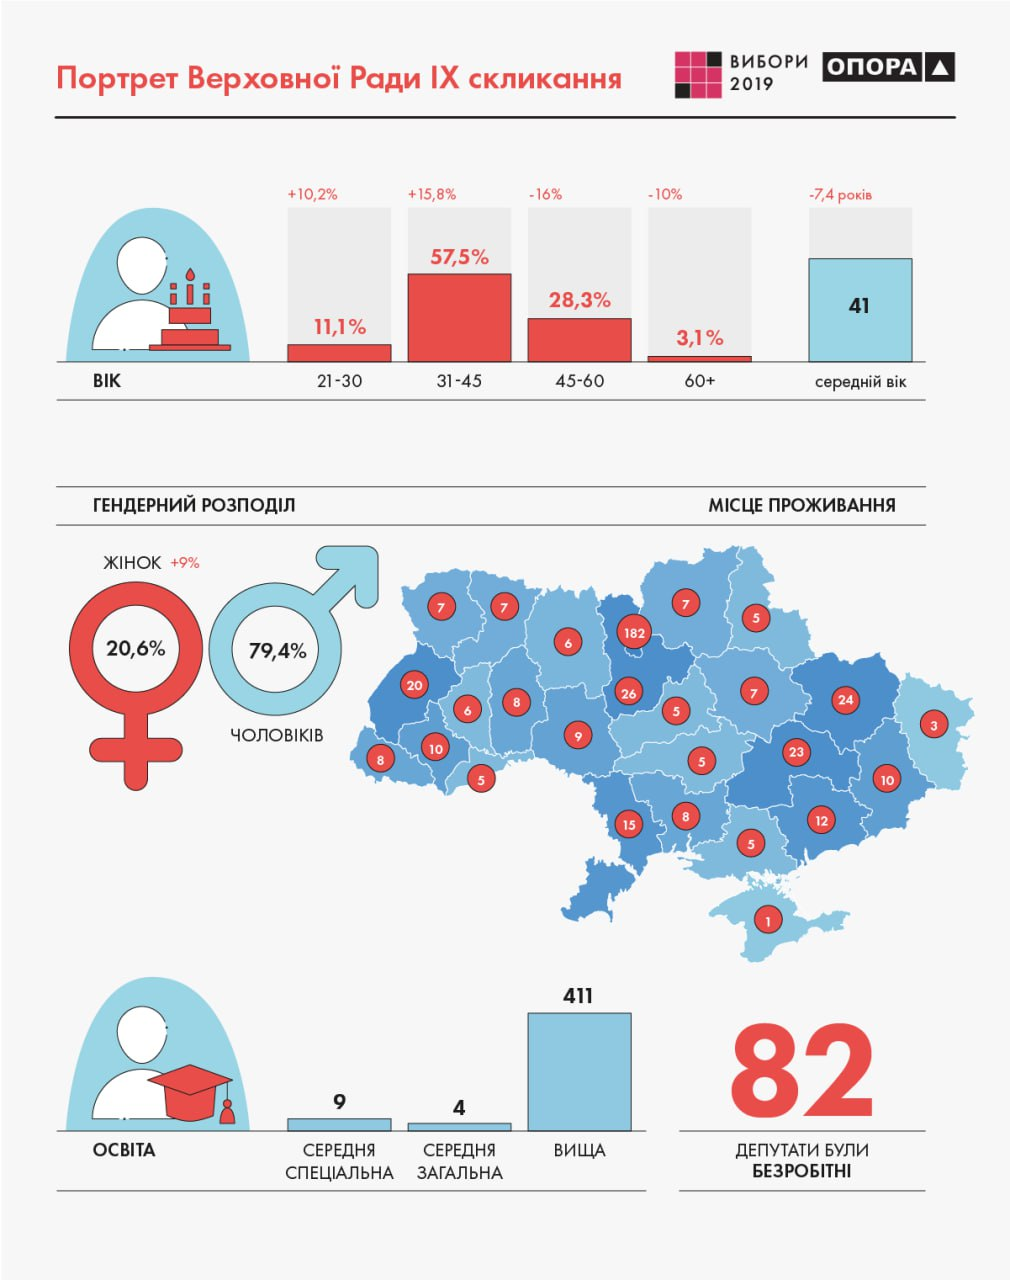 Портрет Верховної Ради IX скликання
ВИБОРИ
2019
ОПОРА
+10,2%
+15,8%
-16%
-10%
-7,4 років
11,1%
57,5%
28,3%
3,1%
41
ВІК
21-30
31-45
45-60
60+
середній вік
ГЕНДЕРНИЙ РОЗПОДІЛ
МІСЦЕ ПРОЖИВАННЯ
ЖІНОК +9%
20,6%
79,4%
ЧОЛОВІКІВ
7
7
6
182
7
5
20
6
8
26
5
7
24
3
8
10
5
9
5
23
10
15
8
12
5
1
9
4
411
ОСВІТА
СЕРЕДНЯ
СПЕЦІАЛЬНА
СЕРЕДНЯ
ЗАГАЛЬНА
ВИЩА
82
ДЕПУТАТИ БУЛИ
БЕЗРОБІТНІ